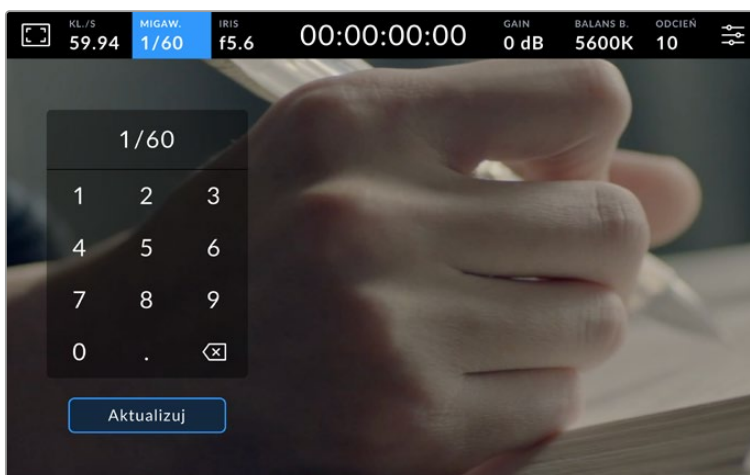 KL./S MIGAW. IRIS GAIN BALANS B. ODCIEŃ
59.94 1/60 f5.6 00:00:00:00 0 dB 5600K 10
1/60
1 2 3
4 5 6
7 8 9
0 .
Aktualizuj